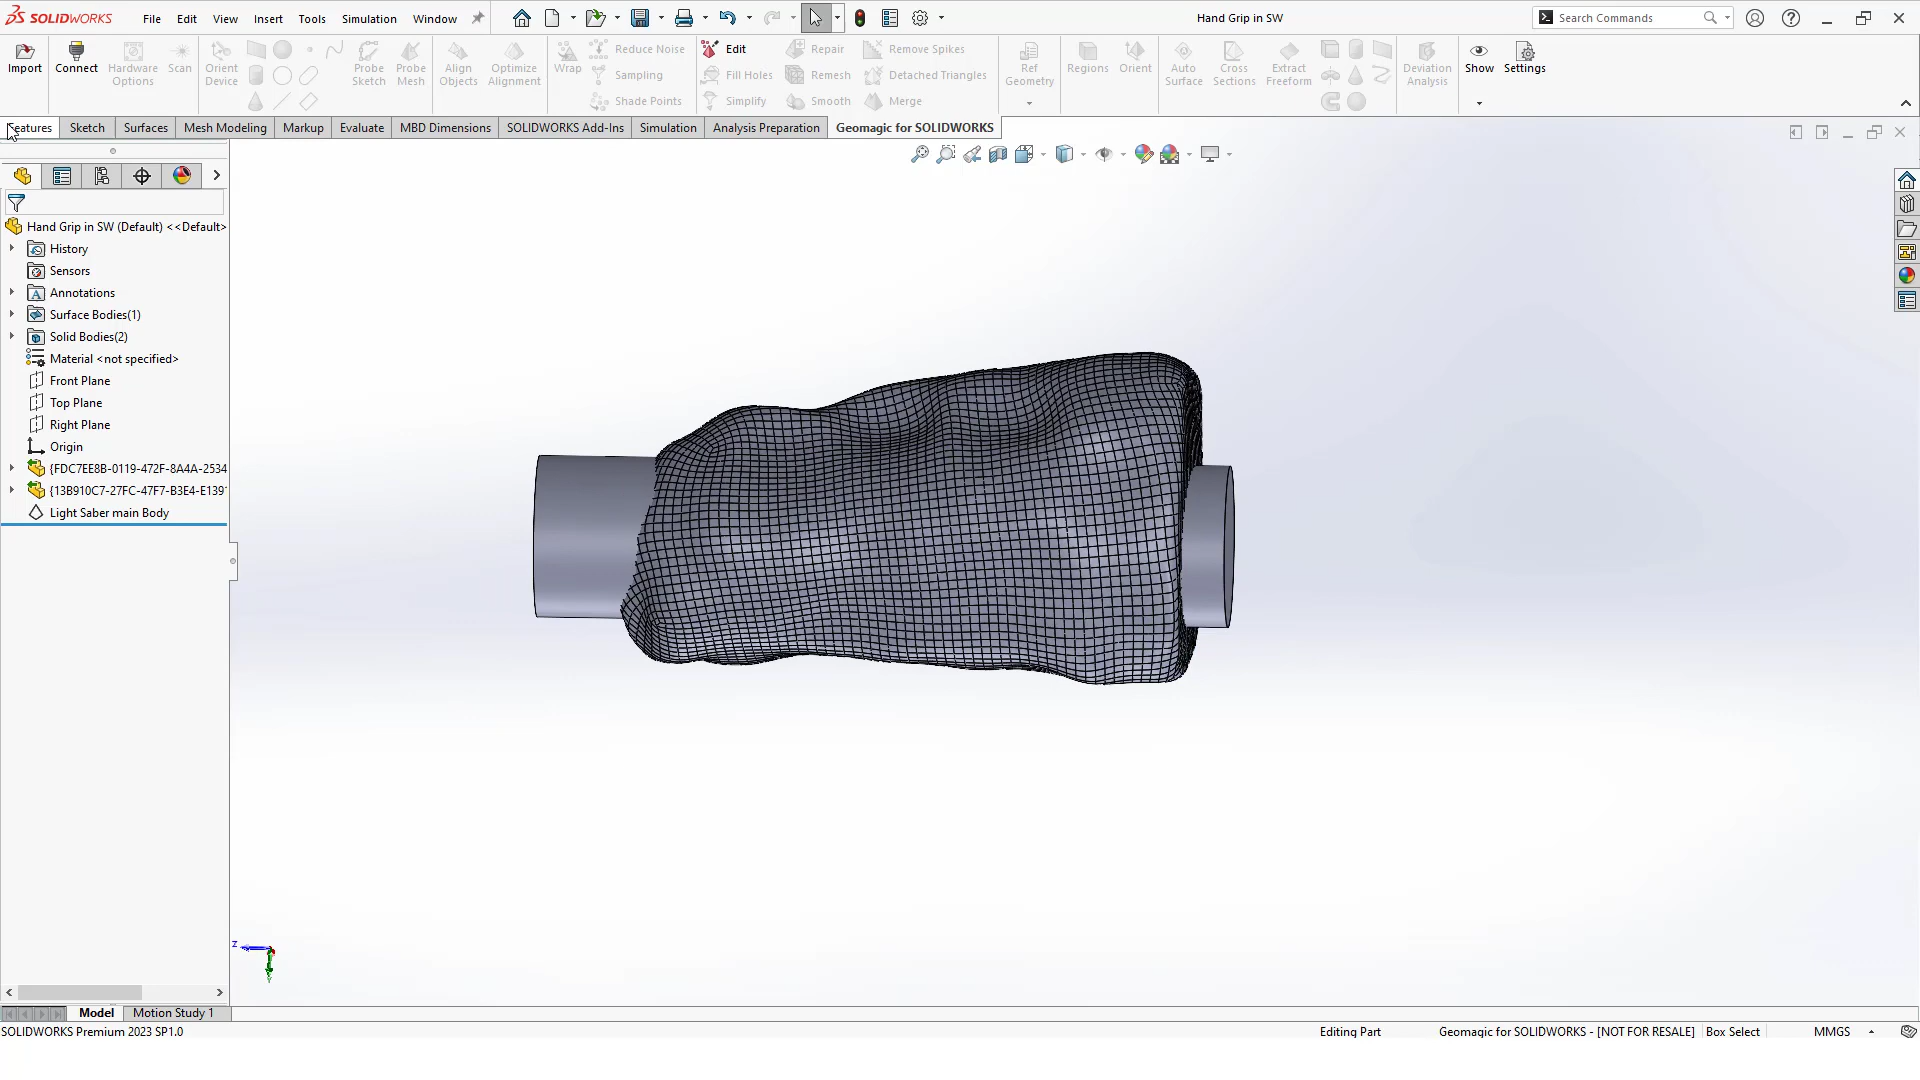 SOLIDWORKS File Edit View Insert Tools Simulation Window Hand Grip in SW Search Commands
Import Connect Hardware Options Scan Orient Device Probe Sketch Probe Mesh Align Objects Optimize Alignment Wrap Reduce Noise Sampling Shade Points Edit Fill Holes Simplify Repair Remesh Smooth Remove Spikes Detached Triangles Merge Ref Geometry Regions Orient Auto Surface Cross Sections Extract Freeform Deviation Analysis Show Settings
Features Sketch Surfaces Mesh Modeling Markup Evaluate MBD Dimensions SOLIDWORKS Add-Ins Simulation Analysis Preparation Geomagic for SOLIDWORKS
Hand Grip in SW (Default) <<Default>
History
Sensors
Annotations
Surface Bodies(1)
Solid Bodies(2)
Material <not specified>
Front Plane
Top Plane
Right Plane
Origin
{FDC7EE8B-0119-472F-8A4A-2534
{13B910C7-27FC-47F7-B3E4-E139
Light Saber main Body
Z
Model Motion Study 1
SOLIDWORKS Premium 2023 SP1.0 Editing Part Geomagic for SOLIDWORKS - [NOT FOR RESALE] Box Select MMGS